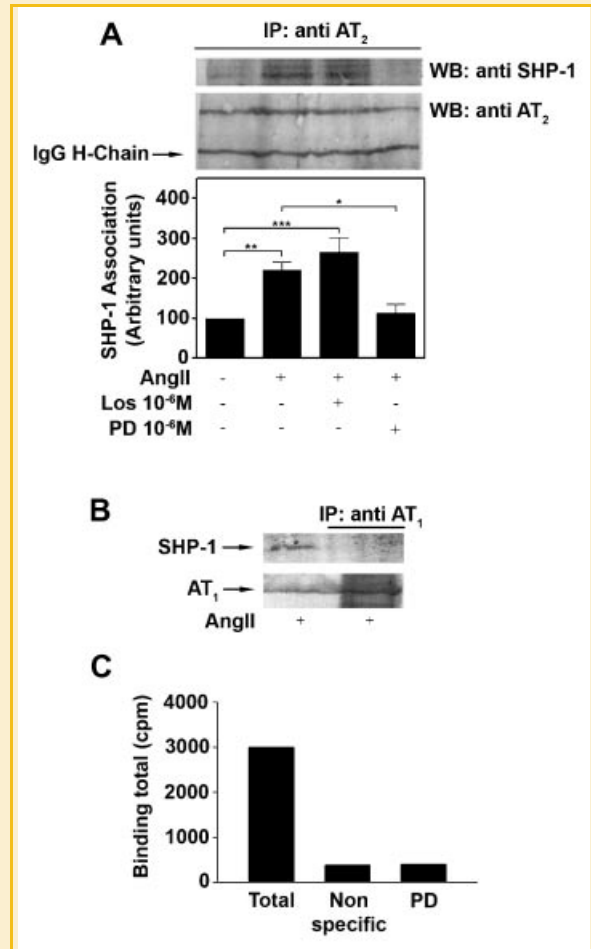 A
IP: anti AT₂
WB: anti SHP-1
WB: anti AT₂
IgG H-Chain
SHP-1 Association
(Arbitrary units)
400
300
200
100
0
*
***
**
AngII - + + +
Los 10⁻⁶M - - + -
PD 10⁻⁶M - - - +
B
IP: anti AT₁
SHP-1
AT₁
AngII + +
C
Binding total (cpm)
4000
3000
2000
1000
0
Total Non specific PD